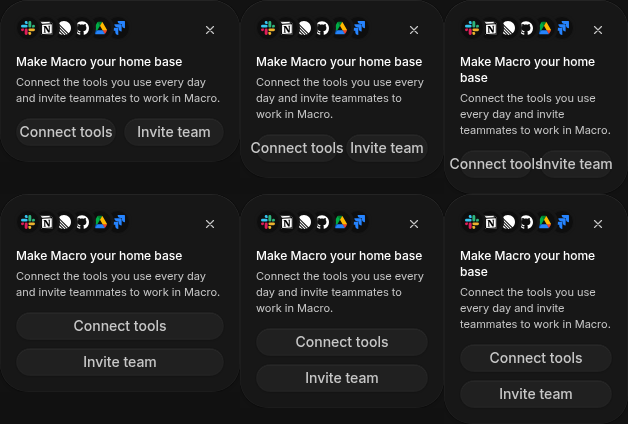 Make Macro your home base
Connect the tools you use every day
and invite teammates to work in Macro.
Connect tools
Invite team
Make Macro your home base
Connect the tools you use every
day and invite teammates to
work in Macro.
Connect tools
Invite team
Make Macro your home
base
Connect the tools you use
every day and invite
teammates to work in Macro.
Connect tools
Invite team
Make Macro your home base
Connect the tools you use every day
and invite teammates to work in Macro.
Connect tools
Invite team
Make Macro your home base
Connect the tools you use every
day and invite teammates to
work in Macro.
Connect tools
Invite team
Make Macro your home
base
Connect the tools you use
every day and invite
teammates to work in Macro.
Connect tools
Invite team